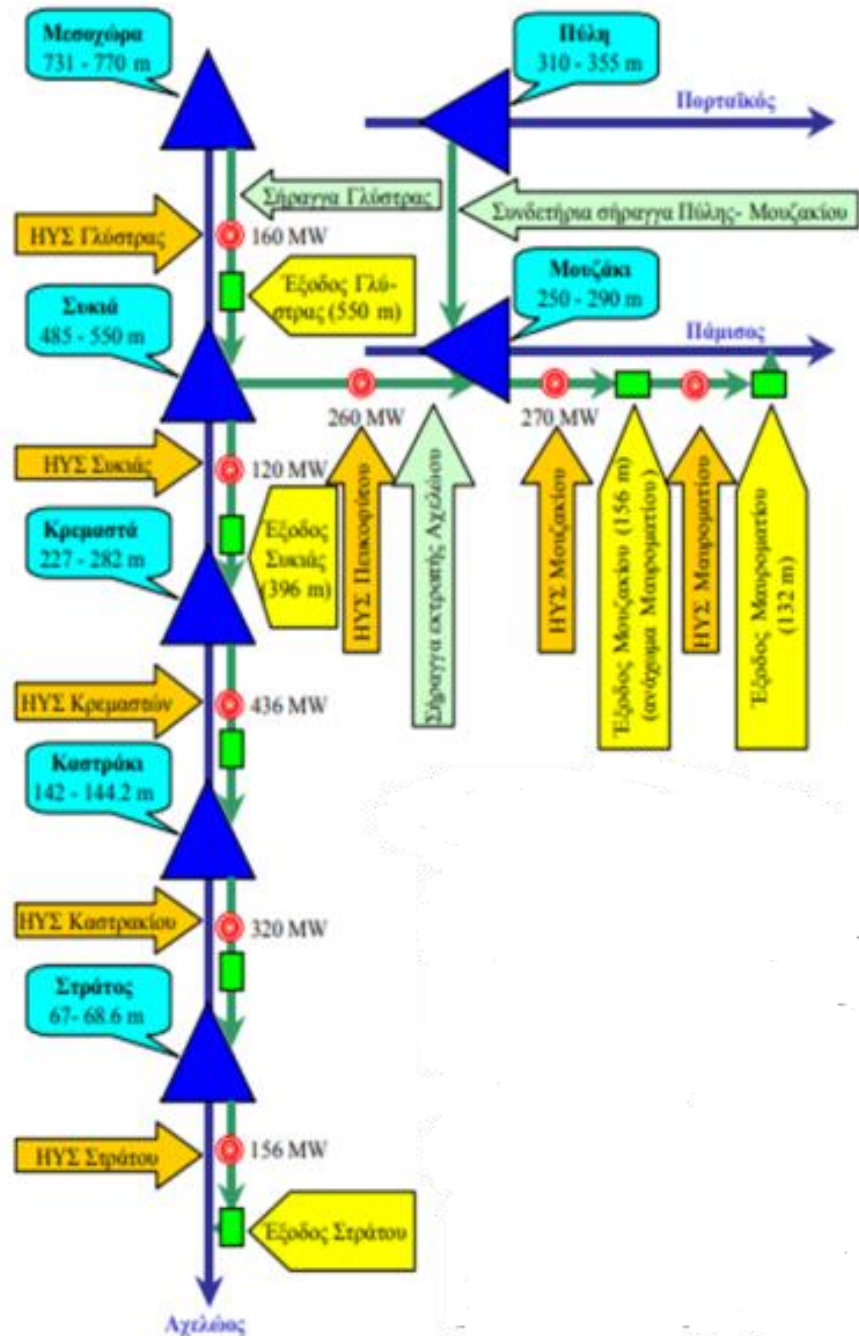 Μεσοχώρα
731 - 770 m
Πύλη
310 - 355 m
Πορταϊκός
Σήραγγα Γλύστρας
Συνδετήρια σήραγγα Πύλης- Μουζακίου
ΗΥΣ Γλύστρας
160 MW
Έξοδος Γλύ-
στρας (550 m)
Μουζάκι
250 - 290 m
Συκιά
485 - 550 m
Πάμισος
260 MW
270 MW
ΗΥΣ Συκιάς
120 MW
Έξοδος
Συκιάς
(396 m)
ΗΥΣ Πευκοφύτου
Σήραγγα εκτροπής Αχελώου
ΗΥΣ Μουζακίου
Έξοδος Μουζακίου (156 m)
(ανάχωμα Μαυροματίου)
ΗΥΣ Μαυροματίου
Έξοδος Μαυροματίου
(132 m)
Κρεμαστά
227 - 282 m
ΗΥΣ Κρεμαστών
436 MW
Καστράκι
142 - 144.2 m
ΗΥΣ Καστρακίου
320 MW
Στράτος
67- 68.6 m
ΗΥΣ Στράτου
156 MW
Έξοδος Στράτου
Αχελώος